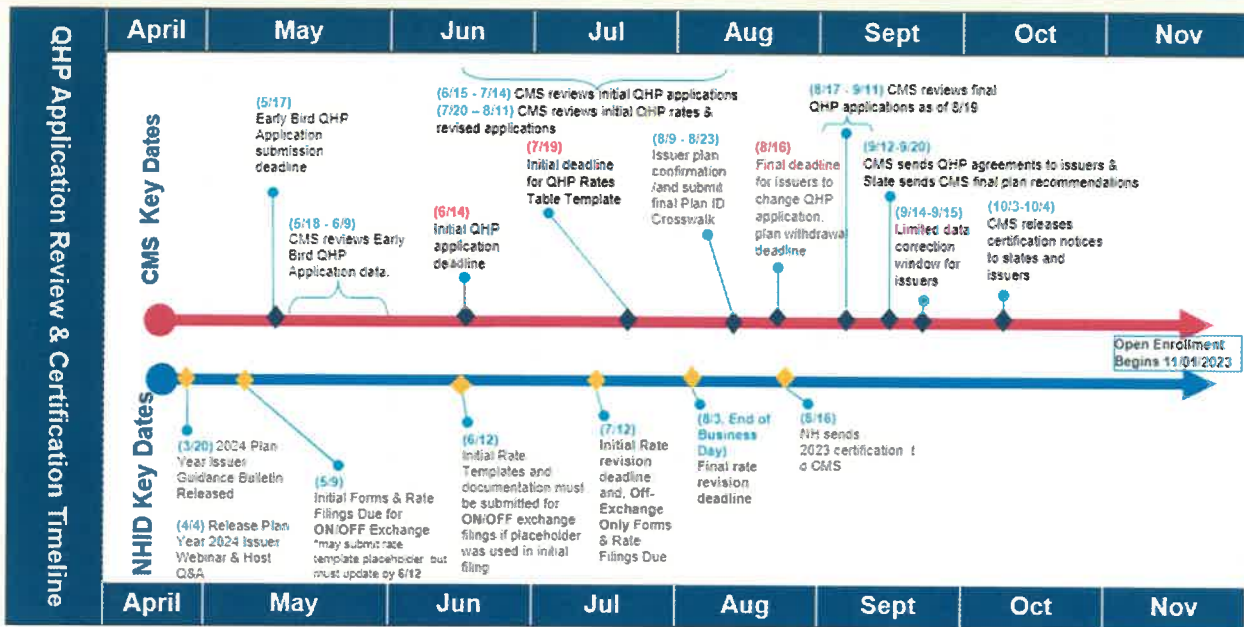 QHP Application Review & Certification Timeline
April May Jun Jul Aug Sept Oct Nov
CMS Key Dates
(5/17)
Early Bird QHP
Application
submission
deadline
(5/18 - 6/9)
CMS reviews Early
Bird QHP
Application data.
(6/15 - 7/14) CMS reviews initial QHP applications
(7/20 – 8/11) CMS reviews initial QHP rates &
revised applications
(6/14)
Initial QHP
application
deadline
(7/19)
Initial deadline
for QHP Rates
Table Template
(8/9 - 8/23)
Issuer plan
confirmation
/and submit
final Plan ID
Crosswalk
(8/16)
Final deadline
for issuers to
change QHP
application.
plan withdrawal
deadline
(8/17 - 9/11) CMS reviews final
QHP applications as of 8/19
(9/12-9/20)
CMS sends QHP agreements to issuers &
State sends CMS final plan recommendations
(9/14-9/15)
Limited data
correction
window for
issuers
(10/3-10/4)
CMS releases
certification notices
to states and
issuers
Open Enrollment
Begins 11/01/2023
NHID Key Dates
(3/20) 2024 Plan
Year Issuer
Guidance Bulletin
Released
(4/4) Release Plan
Year 2024 Issuer
Webinar & Host
Q&A
(5/9)
Initial Forms & Rate
Filings Due for
ON/OFF Exchange
*may submit rate
template placeholder but
must update by 6/12
(6/12)
Initial Rate
Templates and
documentation must
be submitted for
ON/OFF exchange
filings if placeholder
was used in initial
filing
(7/12)
Initial Rate
revision
deadline
and, Off-
Exchange
Only Forms
& Rate
Filings Due
(8/3, End of
Business
Day)
Final rate
revision
deadline
(8/16)
NH sends
2023 certification t
o CMS
April May Jun Jul Aug Sept Oct Nov